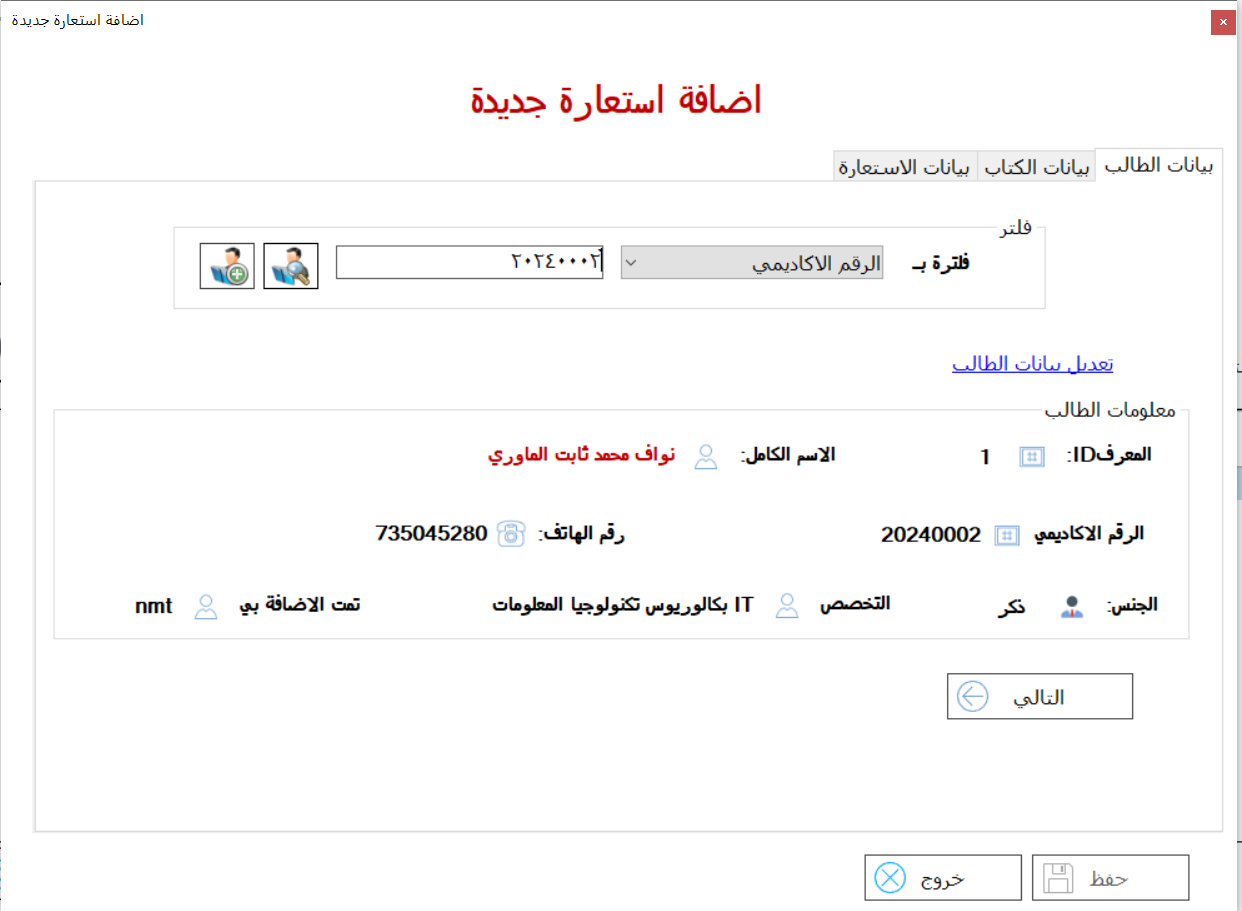 اضافة استعارة جديدة
اضافة استعارة جديدة
بيانات الطالب بيانات الكتاب بيانات الاستعارة
فلتر
فلترة بـ الرقم الاكاديمي ٢٠٢٤٠٠٠٢
تعديل بيانات الطالب
معلومات الطالب
المعرفID: 1 الاسم الكامل: نواف محمد ثابت الماوري
الرقم الاكاديمي 20240002 رقم الهاتف: 735045280
الجنس: ذكر التخصص IT بكالوريوس تكنولوجيا المعلومات تمت الاضافة بي nmt
التالي
حفظ خروج